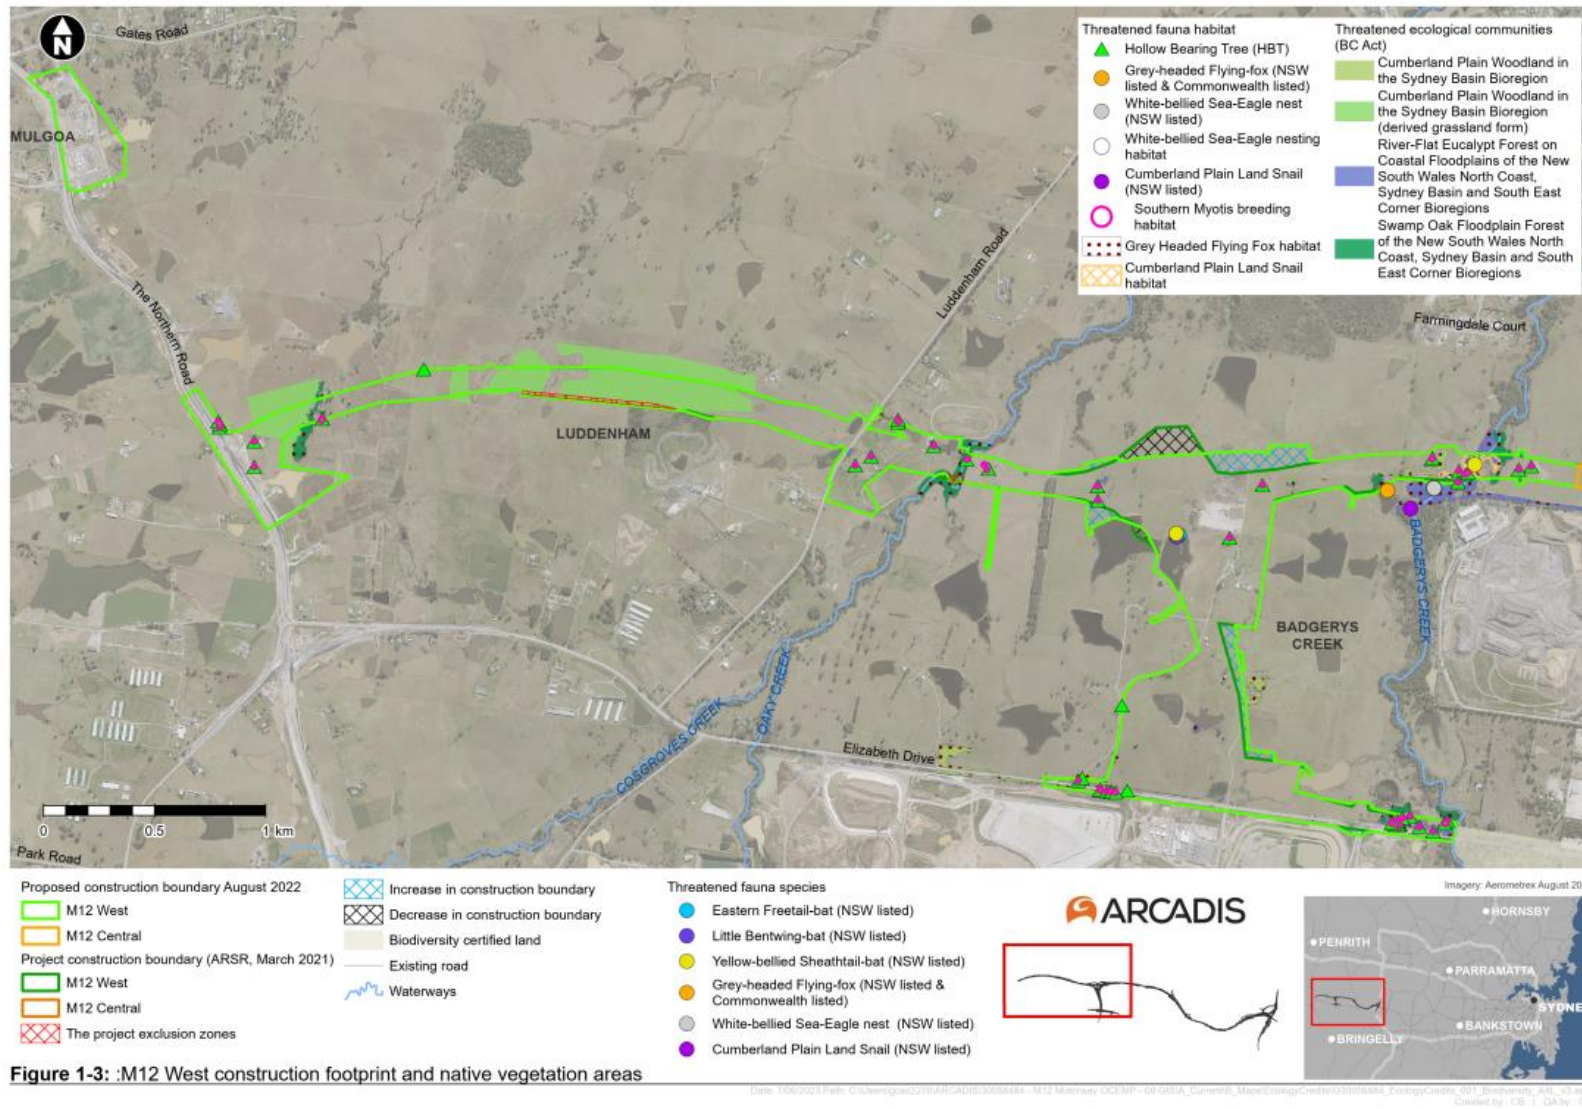 N
Gates Road
MULGOA
The Northern Road
LUDDENHAM
Luddenham Road
Farmingdale Court
BADGERYS CREEK
BADGERYS
CREEK
COSGROVES CREEK
OAKY CREEK
Elizabeth Drive
0 0.5 1 km
Park Road
Threatened fauna habitat
Hollow Bearing Tree (HBT)
Grey-headed Flying-fox (NSW
listed & Commonwealth listed)
White-bellied Sea-Eagle nest
(NSW listed)
White-bellied Sea-Eagle nesting
habitat
Cumberland Plain Land Snail
(NSW listed)
Southern Myotis breeding
habitat
Grey Headed Flying Fox habitat
Cumberland Plain Land Snail
habitat
Threatened ecological communities
(BC Act)
Cumberland Plain Woodland in
the Sydney Basin Bioregion
Cumberland Plain Woodland in
the Sydney Basin Bioregion
(derived grassland form)
River-Flat Eucalypt Forest on
Coastal Floodplains of the New
South Wales North Coast,
Sydney Basin and South East
Corner Bioregions
Swamp Oak Floodplain Forest
of the New South Wales North
Coast, Sydney Basin and South
East Corner Bioregions
Proposed construction boundary August 2022
M12 West
M12 Central
Project construction boundary (ARSR, March 2021)
M12 West
M12 Central
The project exclusion zones
Increase in construction boundary
Decrease in construction boundary
Biodiversity certified land
Existing road
Waterways
Threatened fauna species
Eastern Freetail-bat (NSW listed)
Little Bentwing-bat (NSW listed)
Yellow-bellied Sheathtail-bat (NSW listed)
Grey-headed Flying-fox (NSW listed &
Commonwealth listed)
White-bellied Sea-Eagle nest (NSW listed)
Cumberland Plain Land Snail (NSW listed)
ARCADIS
Imagery: Aerometrex August 20
HORNSBY
PENRITH
PARRAMATTA
SYDNE
BANKSTOWN
BRINGELLY
Figure 1-3: :M12 West construction footprint and native vegetation areas
Created by : CB | QA by :